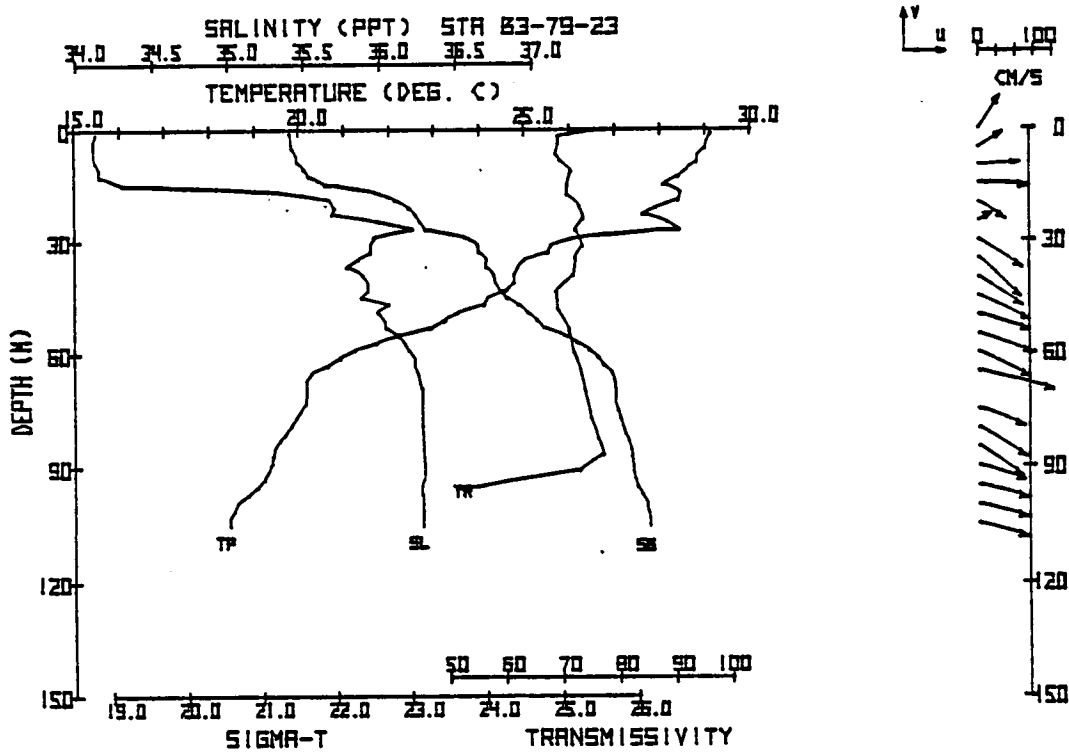 SALINITY (PPT) STA 83-79-23
34.0 34.5 35.0 35.5 36.0 36.5 37.0
TEMPERATURE (DEG. C)
15.0 20.0 25.0 30.0
V
U
0 100
CM/S
DEPTH (M)
0
30
60
90
120
150
TP
SL
TR
50 60 70 80 90 100
19.0 20.0 21.0 22.0 23.0 24.0 25.0 26.0
SIGMA-T TRANSMISSIVITY
0
30
60
90
120
150